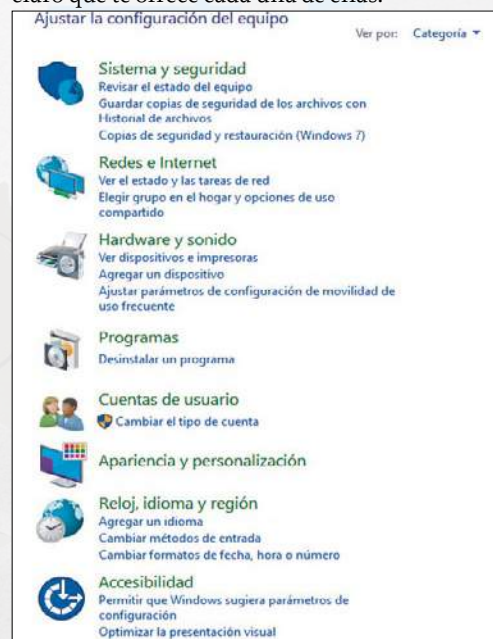 claro que te ofrece cada una de ellas.
Ajustar la configuración del equipo
Ver por: Categoría
Sistema y seguridad
Revisar el estado del equipo
Guardar copias de seguridad de los archivos con
Historial de archivos
Copias de seguridad y restauración (Windows 7)
Redes e Internet
Ver el estado y las tareas de red
Elegir grupo en el hogar y opciones de uso
compartido
Hardware y sonido
Ver dispositivos e impresoras
Agregar un dispositivo
Ajustar parámetros de configuración de movilidad de
uso frecuente
Programas
Desinstalar un programa
Cuentas de usuario
Cambiar el tipo de cuenta
Apariencia y personalización
Reloj, idioma y región
Agregar un idioma
Cambiar métodos de entrada
Cambiar formatos de fecha, hora o número
Accesibilidad
Permitir que Windows sugiera parámetros de
configuración
Optimizar la presentación visual